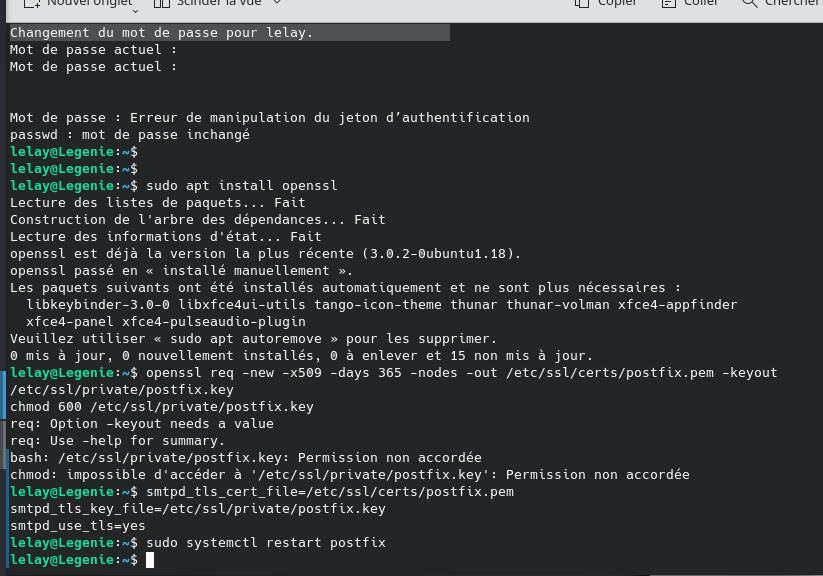 Nouvel onglet   Scinder la vue   Copier   Coller   Chercher
Changement du mot de passe pour lelay.
Mot de passe actuel :
Mot de passe actuel :
Mot de passe : Erreur de manipulation du jeton d’authentification
passwd : mot de passe inchangé
lelay@Legenie:~$
lelay@Legenie:~$
lelay@Legenie:~$ sudo apt install openssl
Lecture des listes de paquets... Fait
Construction de l'arbre des dépendances... Fait
Lecture des informations d'état... Fait
openssl est déjà la version la plus récente (3.0.2-0ubuntu1.18).
openssl passé en « installé manuellement ».
Les paquets suivants ont été installés automatiquement et ne sont plus nécessaires :
  libkeybinder-3.0-0 libxfce4ui-utils tango-icon-theme thunar thunar-volman xfce4-appfinder
  xfce4-panel xfce4-pulseaudio-plugin
Veuillez utiliser « sudo apt autoremove » pour les supprimer.
0 mis à jour, 0 nouvellement installés, 0 à enlever et 15 non mis à jour.
lelay@Legenie:~$ openssl req -new -x509 -days 365 -nodes -out /etc/ssl/certs/postfix.pem -keyout
/etc/ssl/private/postfix.key
chmod 600 /etc/ssl/private/postfix.key
req: Option -keyout needs a value
req: Use -help for summary.
bash: /etc/ssl/private/postfix.key: Permission non accordée
chmod: impossible d'accéder à '/etc/ssl/private/postfix.key': Permission non accordée
lelay@Legenie:~$ smtpd_tls_cert_file=/etc/ssl/certs/postfix.pem
smtpd_tls_key_file=/etc/ssl/private/postfix.key
smtpd_use_tls=yes
lelay@Legenie:~$ sudo systemctl restart postfix
lelay@Legenie:~$